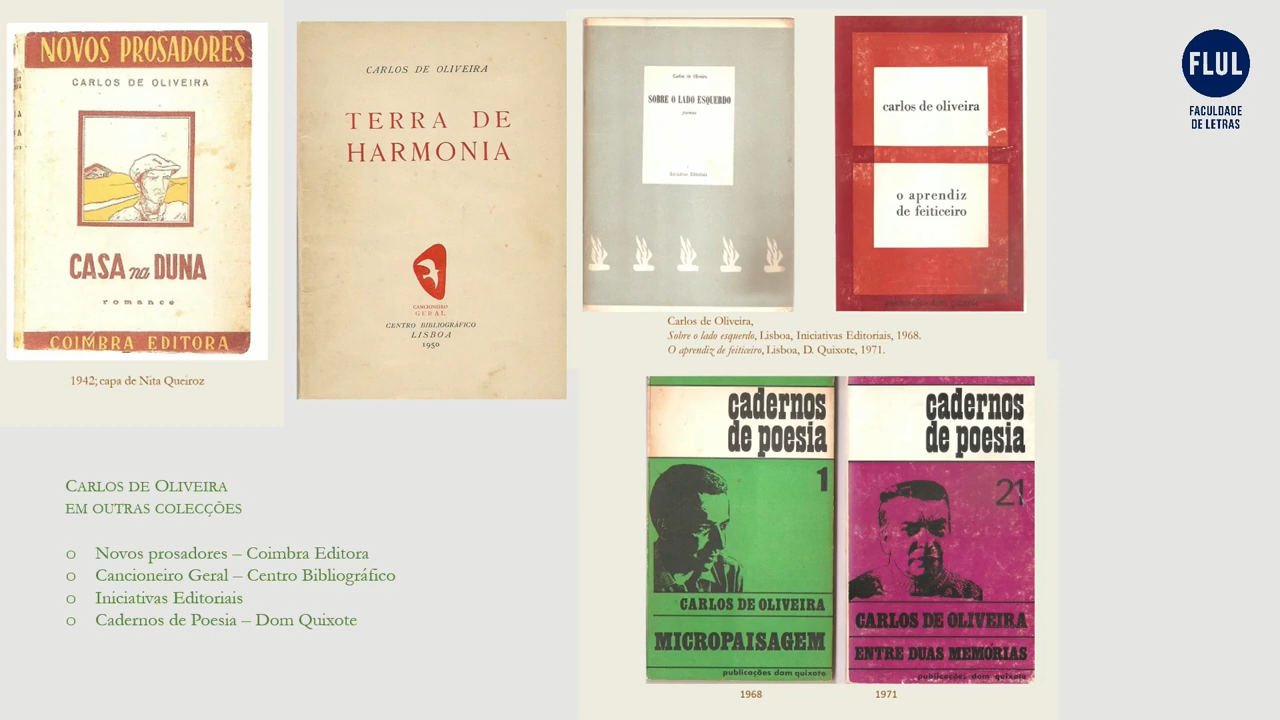 NOVOS PROSADORES
CARLOS DE OLIVEIRA
CASA na DUNA
romance
COIMBRA EDITORA
1942; capa de Nita Queiroz
CARLOS DE OLIVEIRA
TERRA DE
HARMONIA
CANCIONEIRO
GERAL
CENTRO BIBLIOGRÁFICO
LISBOA
1950
Carlos de Oliveira
SOBRE O LADO ESQUERDO
poemas
Iniciativas Editoriais
carlos de oliveira
o aprendiz
de feiticeiro
Carlos de Oliveira,
Sobre o lado esquerdo, Lisboa, Iniciativas Editoriais, 1968.
O aprendiz de feiticeiro, Lisboa, D. Quixote, 1971.
FLUL
FACULDADE
DE LETRAS
cadernos
de poesia
1
CARLOS DE OLIVEIRA
MICROPAISAGEM
publicações dom quixote
1968
cadernos
de poesia
21
CARLOS DE OLIVEIRA
ENTRE DUAS MEMÓRIAS
publicações dom quixote
1971
CARLOS DE OLIVEIRA
EM OUTRAS COLECÇÕES
o Novos prosadores – Coimbra Editora
o Cancioneiro Geral – Centro Bibliográfico
o Iniciativas Editoriais
o Cadernos de Poesia – Dom Quixote